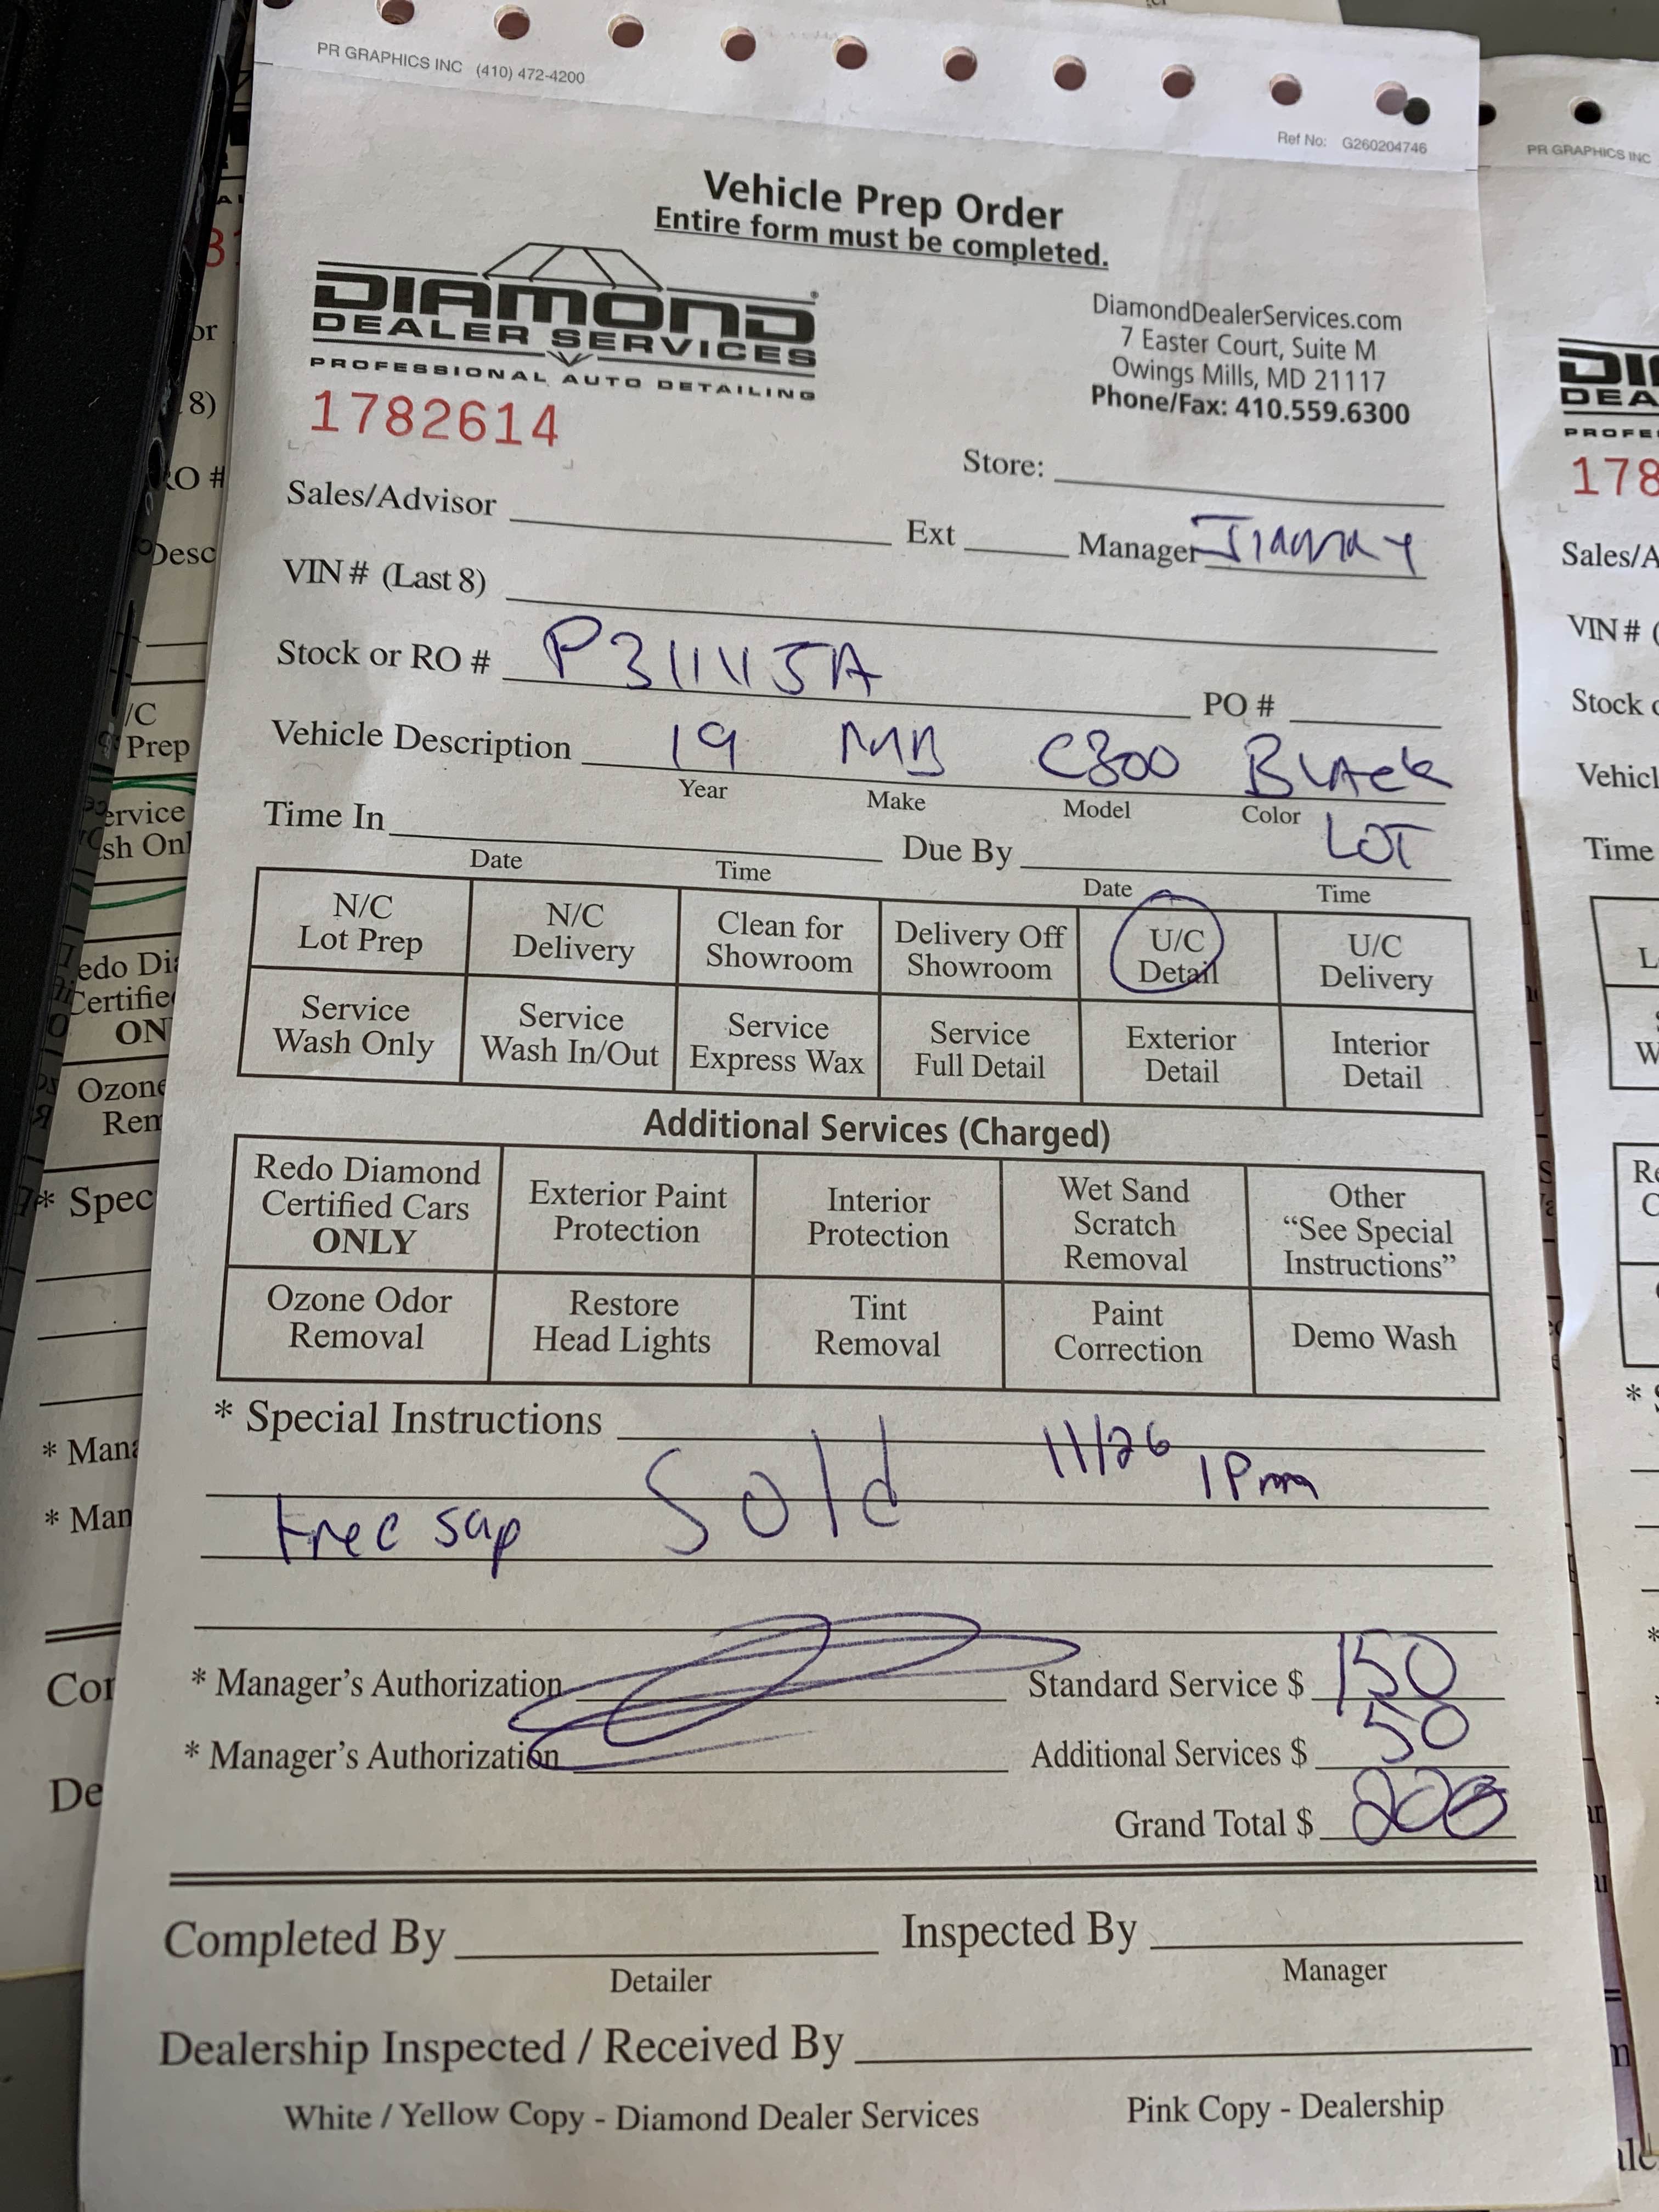 PR GRAPHICS INC (410) 472-4200
Ref No: G260204746
Vehicle Prep Order
Entire form must be completed.
DIAMOND
DEALER SERVICES
PROFESSIONAL AUTO DETAILING
DiamondDealerServices.com
7 Easter Court, Suite M
Owings Mills, MD 21117
Phone/Fax: 410.559.6300
1782614
Store:
Sales/Advisor Ext Manager
VIN # (Last 8)
Stock or RO # P31115A PO #
Vehicle Description 19 MB C300 Black
Year Make Model Color
Time In Due By LOT
Date Time Date Time
N/C Lot Prep N/C Delivery Clean for Showroom Delivery Off Showroom U/C Detail U/C Delivery
Service Wash Only Service Wash In/Out Service Express Wax Service Full Detail Exterior Detail Interior Detail
Additional Services (Charged)
Redo Diamond Certified Cars ONLY Exterior Paint Protection Interior Protection Wet Sand Scratch Removal Other "See Special Instructions"
Ozone Odor Removal Restore Head Lights Tint Removal Paint Correction Demo Wash
* Special Instructions
Sold 11/26 1Pm
tree sap
* Manager's Authorization Standard Service $ 150
* Manager's Authorization Additional Services $ 50
Grand Total $ 200
Completed By Inspected By
Detailer Manager
Dealership Inspected / Received By
White / Yellow Copy - Diamond Dealer Services Pink Copy - Dealership